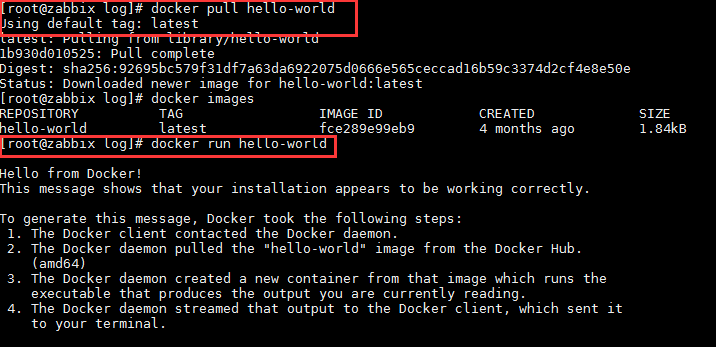 [root@zabbix log]# docker pull hello-world
Using default tag: latest
latest: Pulling from library/hello-world
1b930d010525: Pull complete
Digest: sha256:92695bc579f31df7a63da6922075d0666e565ceccad16b59c3374d2cf4e8e50e
Status: Downloaded newer image for hello-world:latest
[root@zabbix log]# docker images
REPOSITORY TAG IMAGE ID CREATED SIZE
hello-world latest fce289e99eb9 4 months ago 1.84kB
[root@zabbix log]# docker run hello-world
Hello from Docker!
This message shows that your installation appears to be working correctly.
To generate this message, Docker took the following steps:
1. The Docker client contacted the Docker daemon.
2. The Docker daemon pulled the "hello-world" image from the Docker Hub.
(amd64)
3. The Docker daemon created a new container from that image which runs the
executable that produces the output you are currently reading.
4. The Docker daemon streamed that output to the Docker client, which sent it
to your terminal.